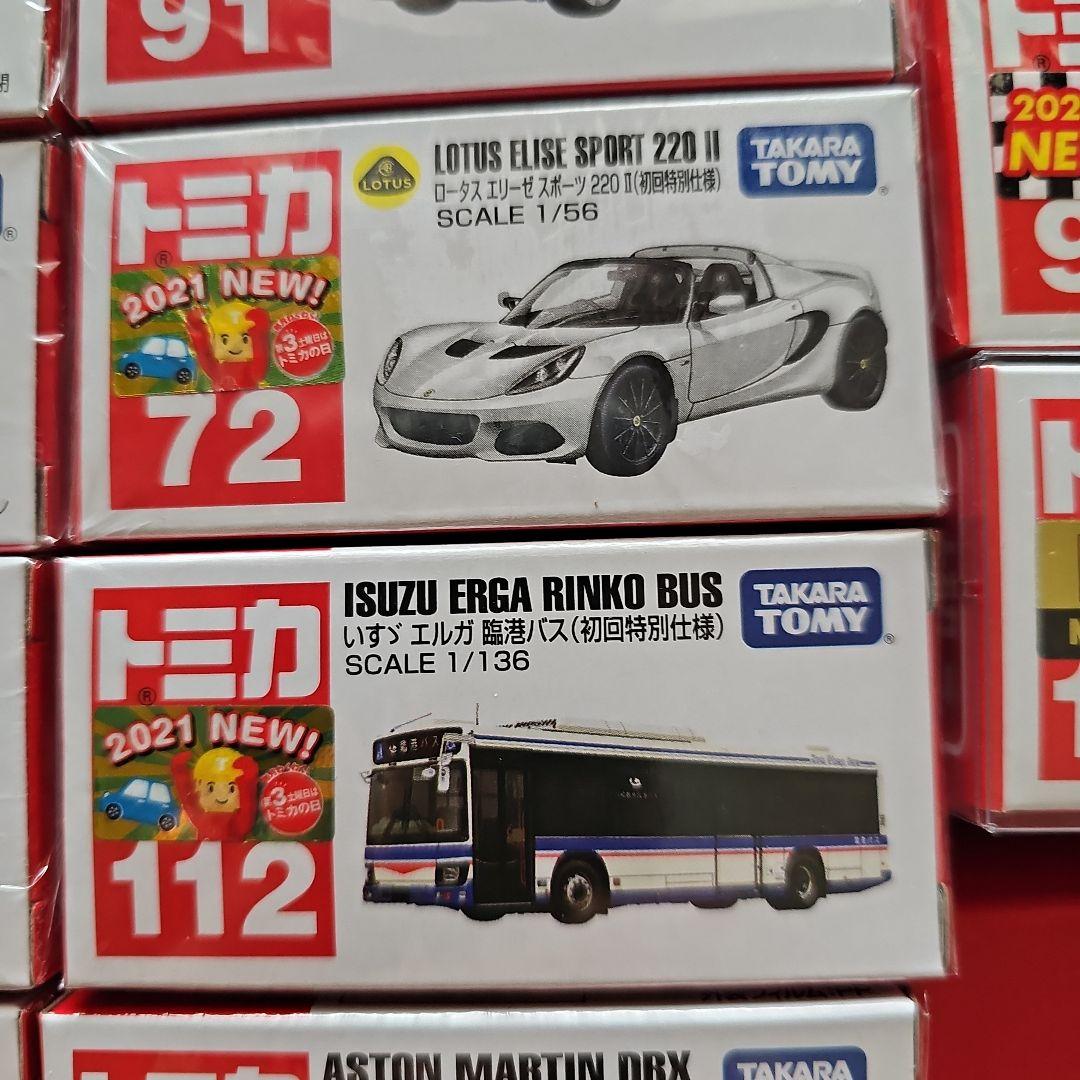 91
トミカ
2021 NEW!
第3土曜日は
トミカの日
72
LOTUS
LOTUS ELISE SPORT 220 II
ロータス エリーゼ スポーツ 220 II(初回特別仕様)
SCALE 1/56
TAKARA
TOMY
トミカ
2021 NEW!
第3土曜日は
トミカの日
112
ISUZU ERGA RINKO BUS
いすゞ エルガ 臨港バス(初回特別仕様)
SCALE 1/136
TAKARA
TOMY
臨港バス
ASTON MARTIN DBX
TAKARA
NE